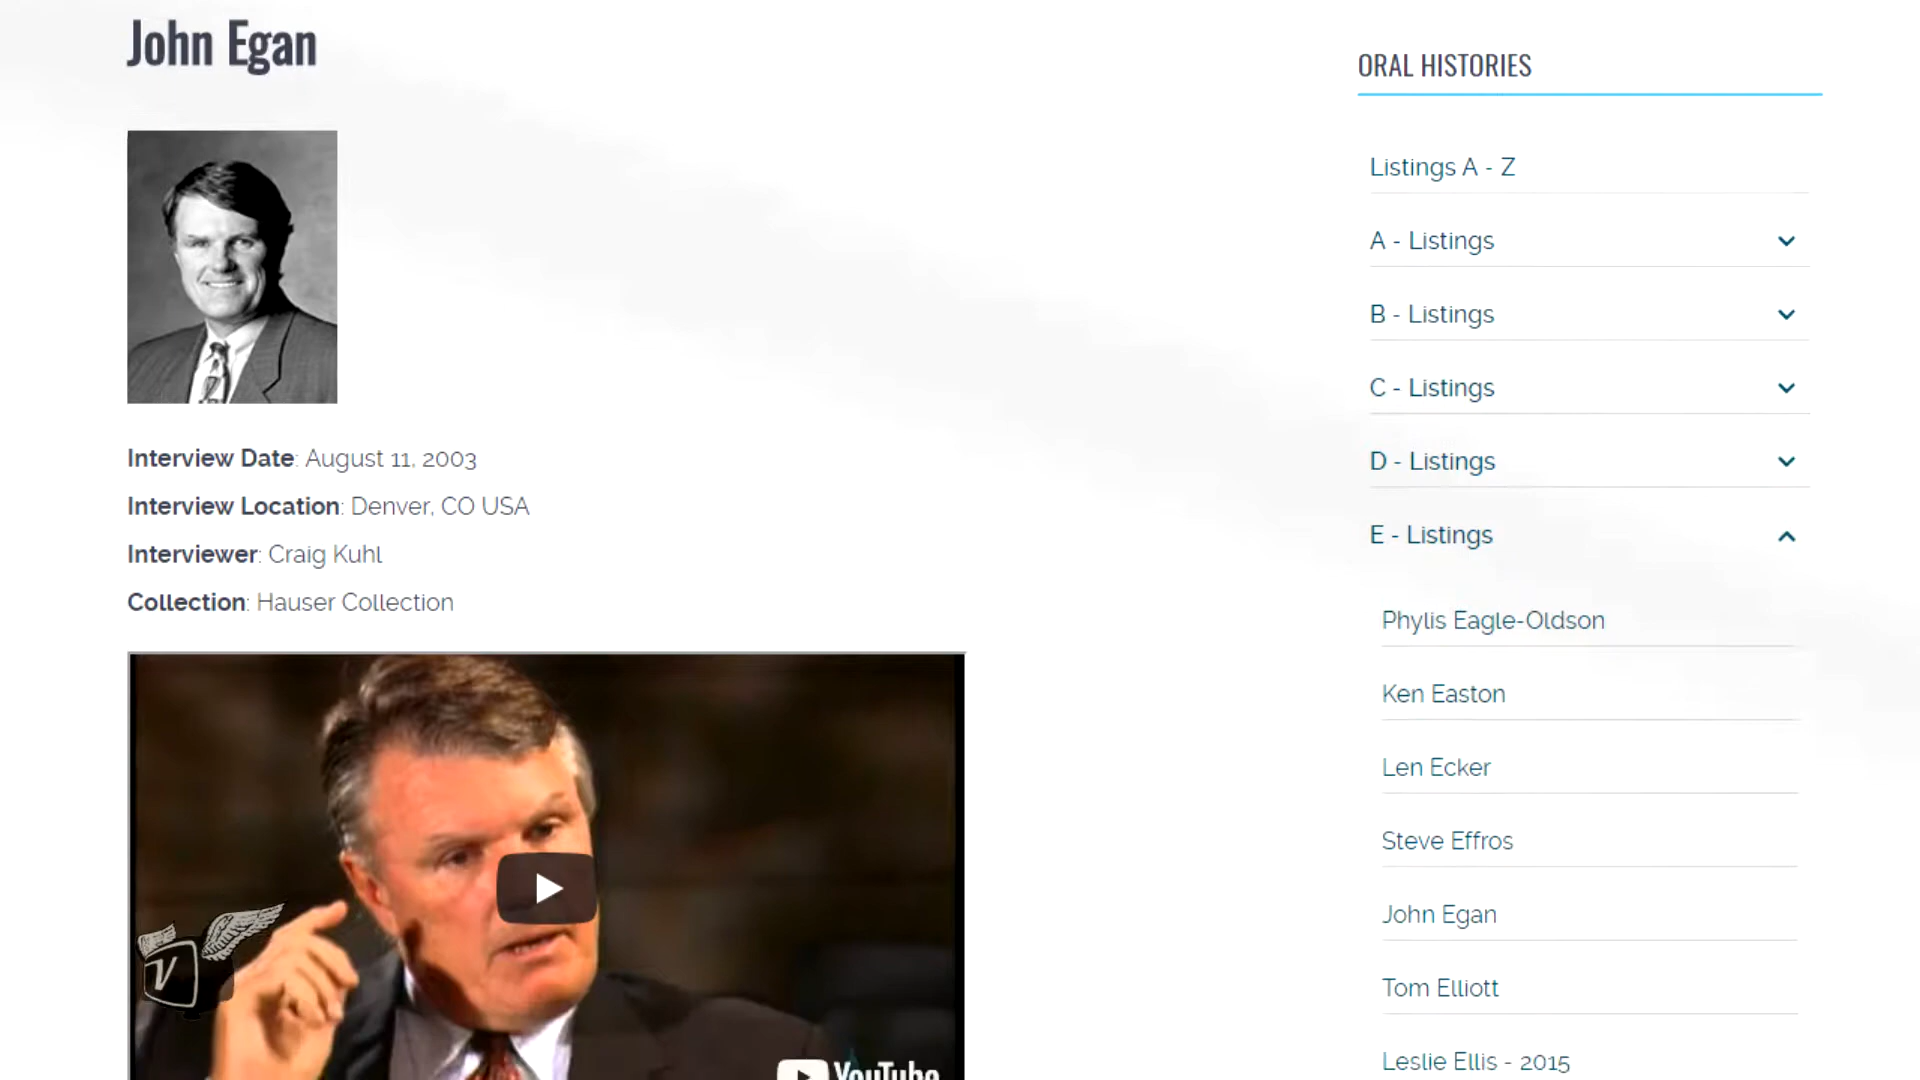 John Egan
Interview Date: August 11, 2003
Interview Location: Denver, CO USA
Interviewer: Craig Kuhl
Collection: Hauser Collection
V
YouTube
ORAL HISTORIES
Listings A - Z
A - Listings
B - Listings
C - Listings
D - Listings
E - Listings
Phylis Eagle-Oldson
Ken Easton
Len Ecker
Steve Effros
John Egan
Tom Elliott
Leslie Ellis - 2015